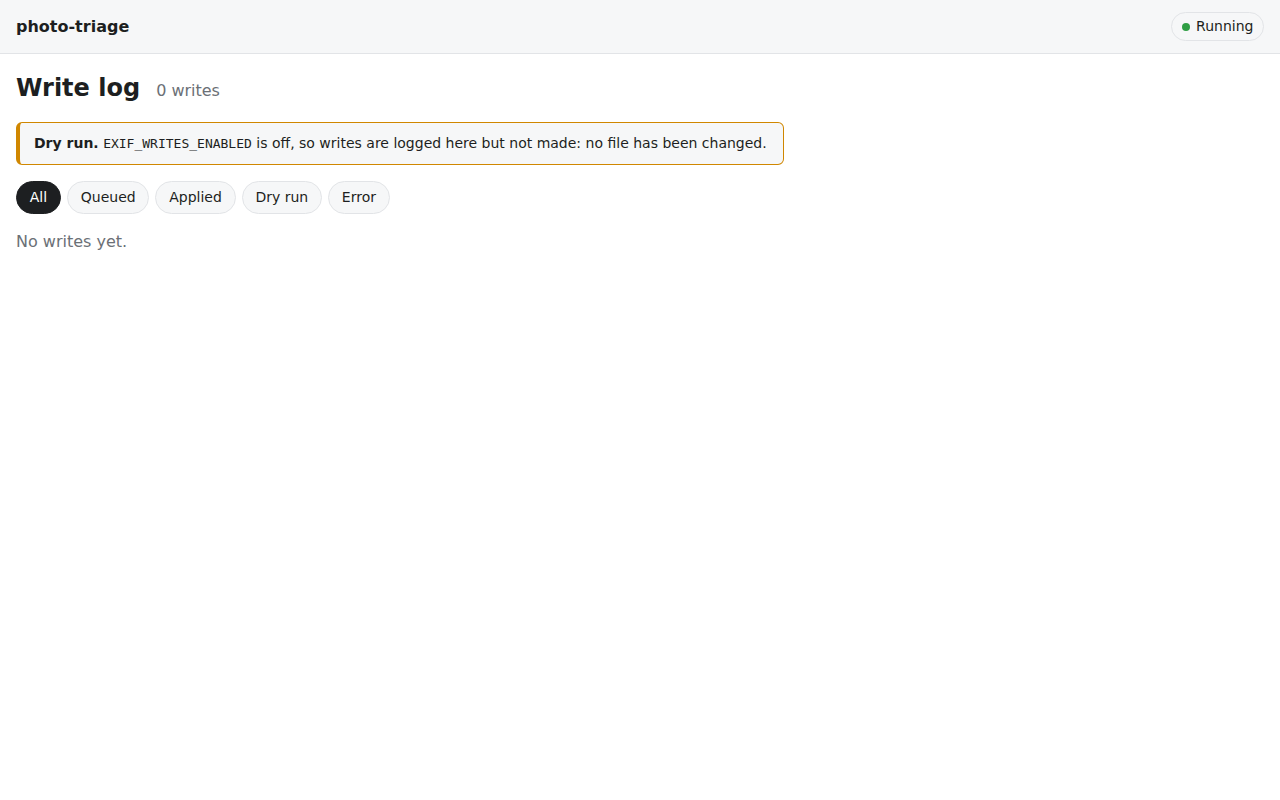 photo-triage
Running
Write log 0 writes
Dry run. EXIF_WRITES_ENABLED is off, so writes are logged here but not made: no file has been changed.
All Queued Applied Dry run Error
No writes yet.